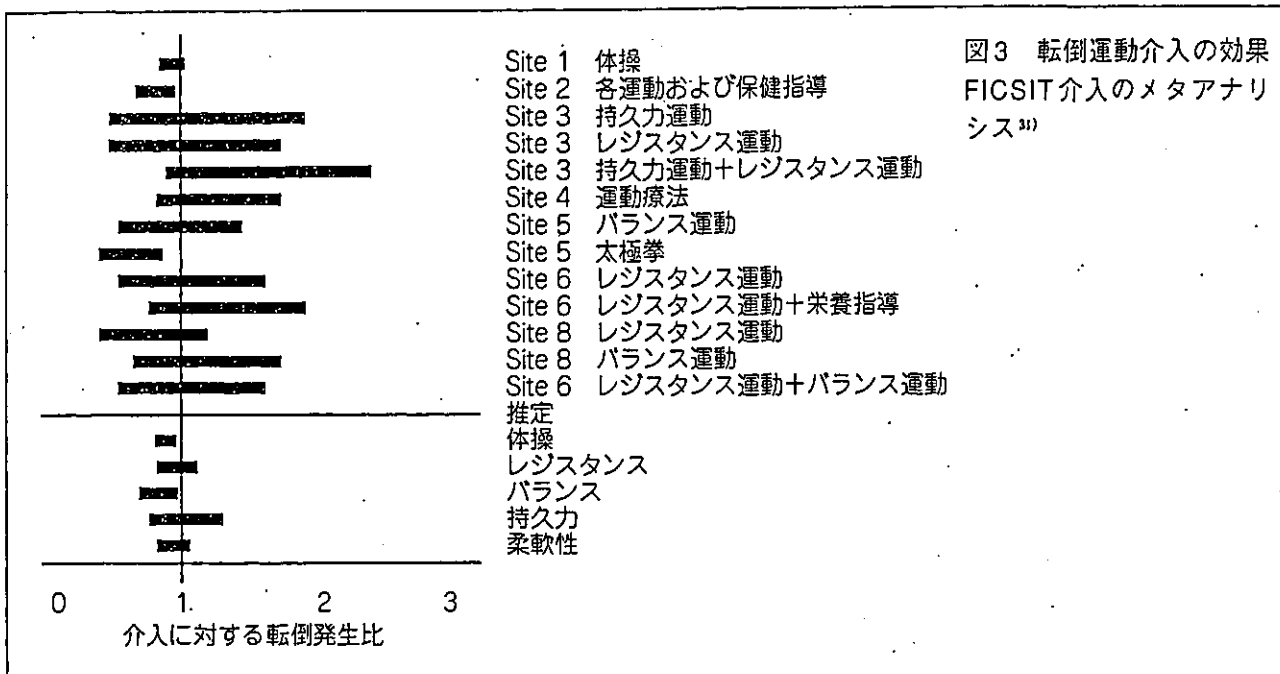 Site 1 体操
Site 2 各運動および保健指導
Site 3 持久力運動
Site 3 レジスタンス運動
Site 3 持久力運動＋レジスタンス運動
Site 4 運動療法
Site 5 バランス運動
Site 5 太極拳
Site 6 レジスタンス運動
Site 6 レジスタンス運動＋栄養指導
Site 8 レジスタンス運動
Site 8 バランス運動
Site 6 レジスタンス運動＋バランス運動
推定
体操
レジスタンス
バランス
持久力
柔軟性
0 1 2 3
介入に対する転倒発生比
図3 転倒運動介入の効果
FICSIT介入のメタアナリ
シス³¹⁾